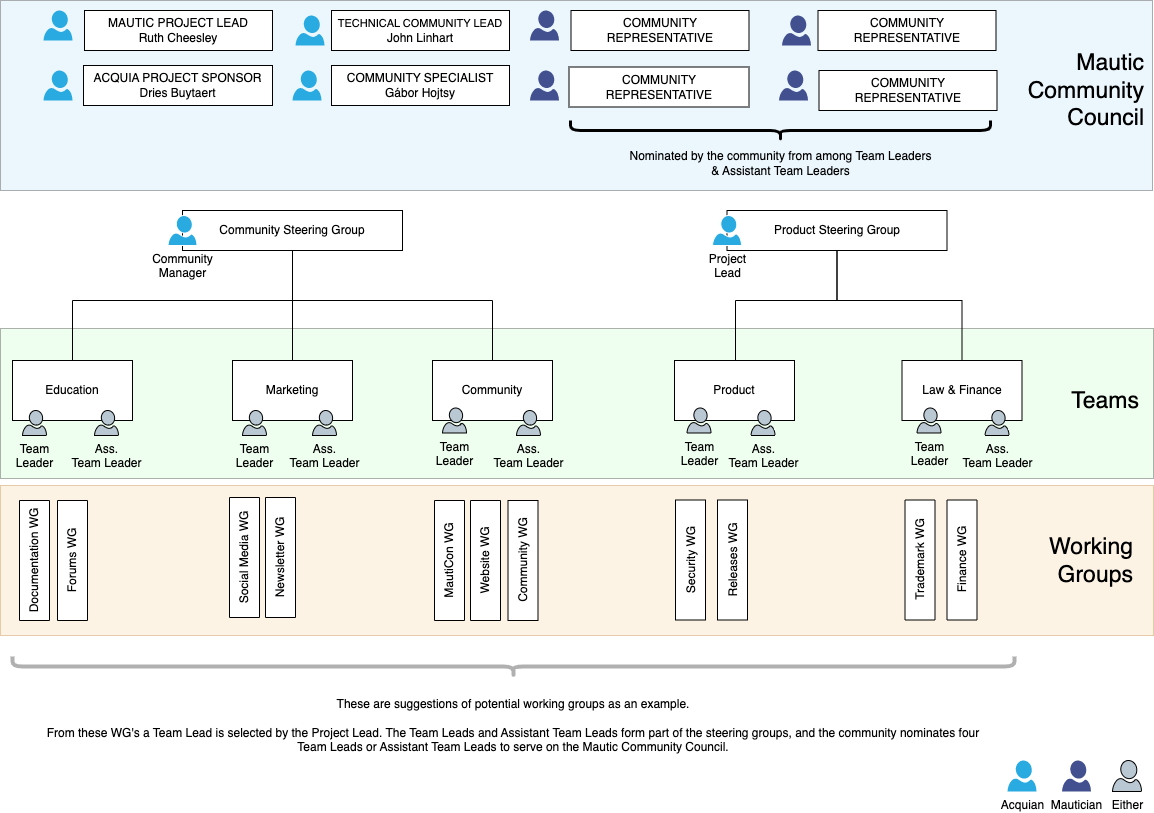 MAUTIC PROJECT LEAD
Ruth Cheesley
TECHNICAL COMMUNITY LEAD
John Linhart
COMMUNITY
REPRESENTATIVE
COMMUNITY
REPRESENTATIVE
ACQUIA PROJECT SPONSOR
Dries Buytaert
COMMUNITY SPECIALIST
Gábor Hojtsy
COMMUNITY
REPRESENTATIVE
COMMUNITY
REPRESENTATIVE
Mautic
Community
Council
Nominated by the community from among Team Leaders
& Assistant Team Leaders
Community Steering Group
Community
Manager
Product Steering Group
Project
Lead
Education
Team
Leader
Ass.
Team Leader
Marketing
Team
Leader
Ass.
Team Leader
Community
Team
Leader
Ass.
Team Leader
Product
Team
Leader
Ass.
Team Leader
Law & Finance
Team
Leader
Ass.
Team Leader
Teams
Documentation WG
Forums WG
Social Media WG
Newsletter WG
MautiCon WG
Website WG
Community WG
Security WG
Releases WG
Trademark WG
Finance WG
Working
Groups
These are suggestions of potential working groups as an example.
From these WG's a Team Lead is selected by the Project Lead. The Team Leads and Assistant Team Leads form part of the steering groups, and the community nominates four
Team Leads or Assistant Team Leads to serve on the Mautic Community Council.
Acquian
Mautician
Either